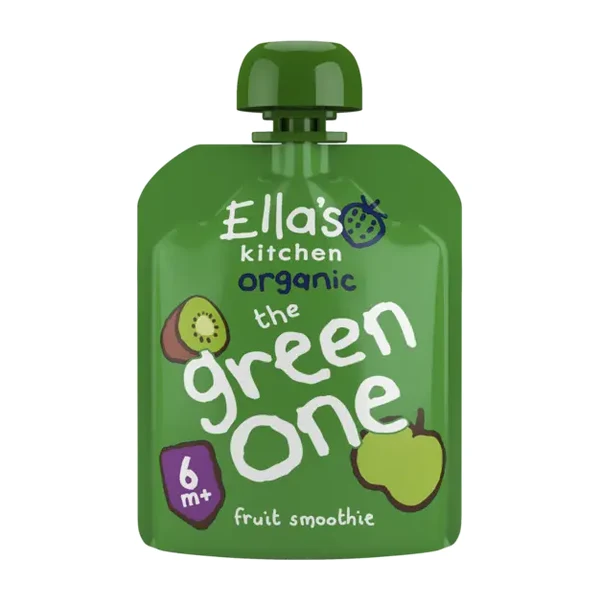 Ella's
kitchen
organic
the
green
one
6
m+
fruit smoothie